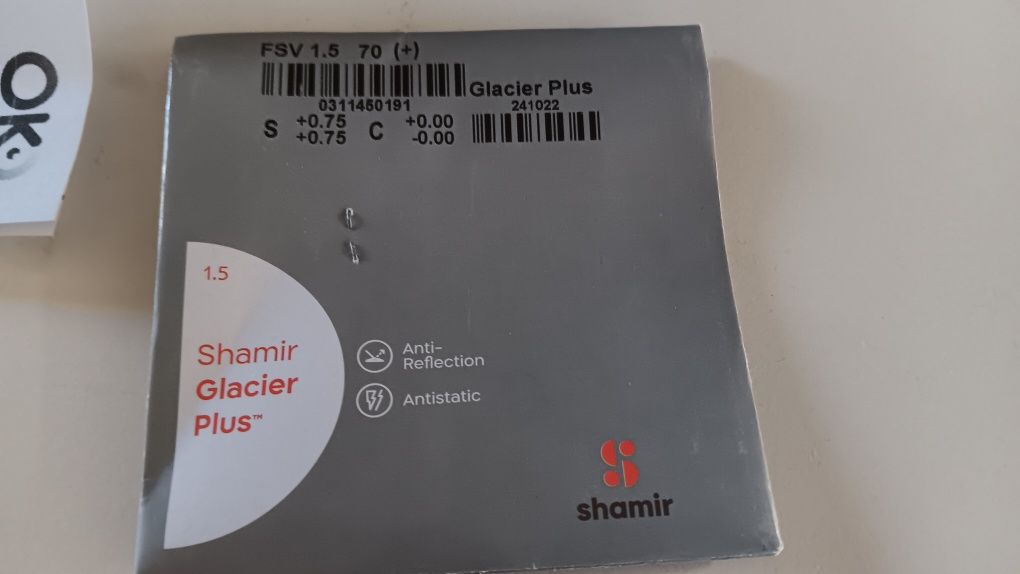 OK.
FSV 1.5 70 (+)
Glacier Plus
0311450191
241022
S +0.75 C +0.00
+0.75 -0.00
1.5
Shamir
Glacier
Plus™
Anti-
Reflection
Antistatic
shamir